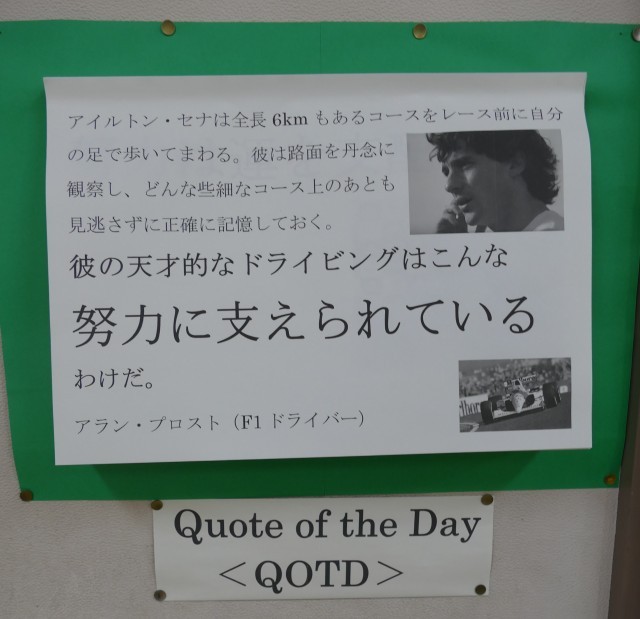 アイルトン・セナは全長 6km もあるコースをレース前に自分
の足で歩いてまわる。彼は路面を丹念に
観察し、どんな些細なコース上のあとも
見逃さずに正確に記憶しておく。
彼の天才的なドライビングはこんな
努力に支えられている
わけだ。
アラン・プロスト（F1 ドライバー）
Quote of the Day
＜QOTD＞